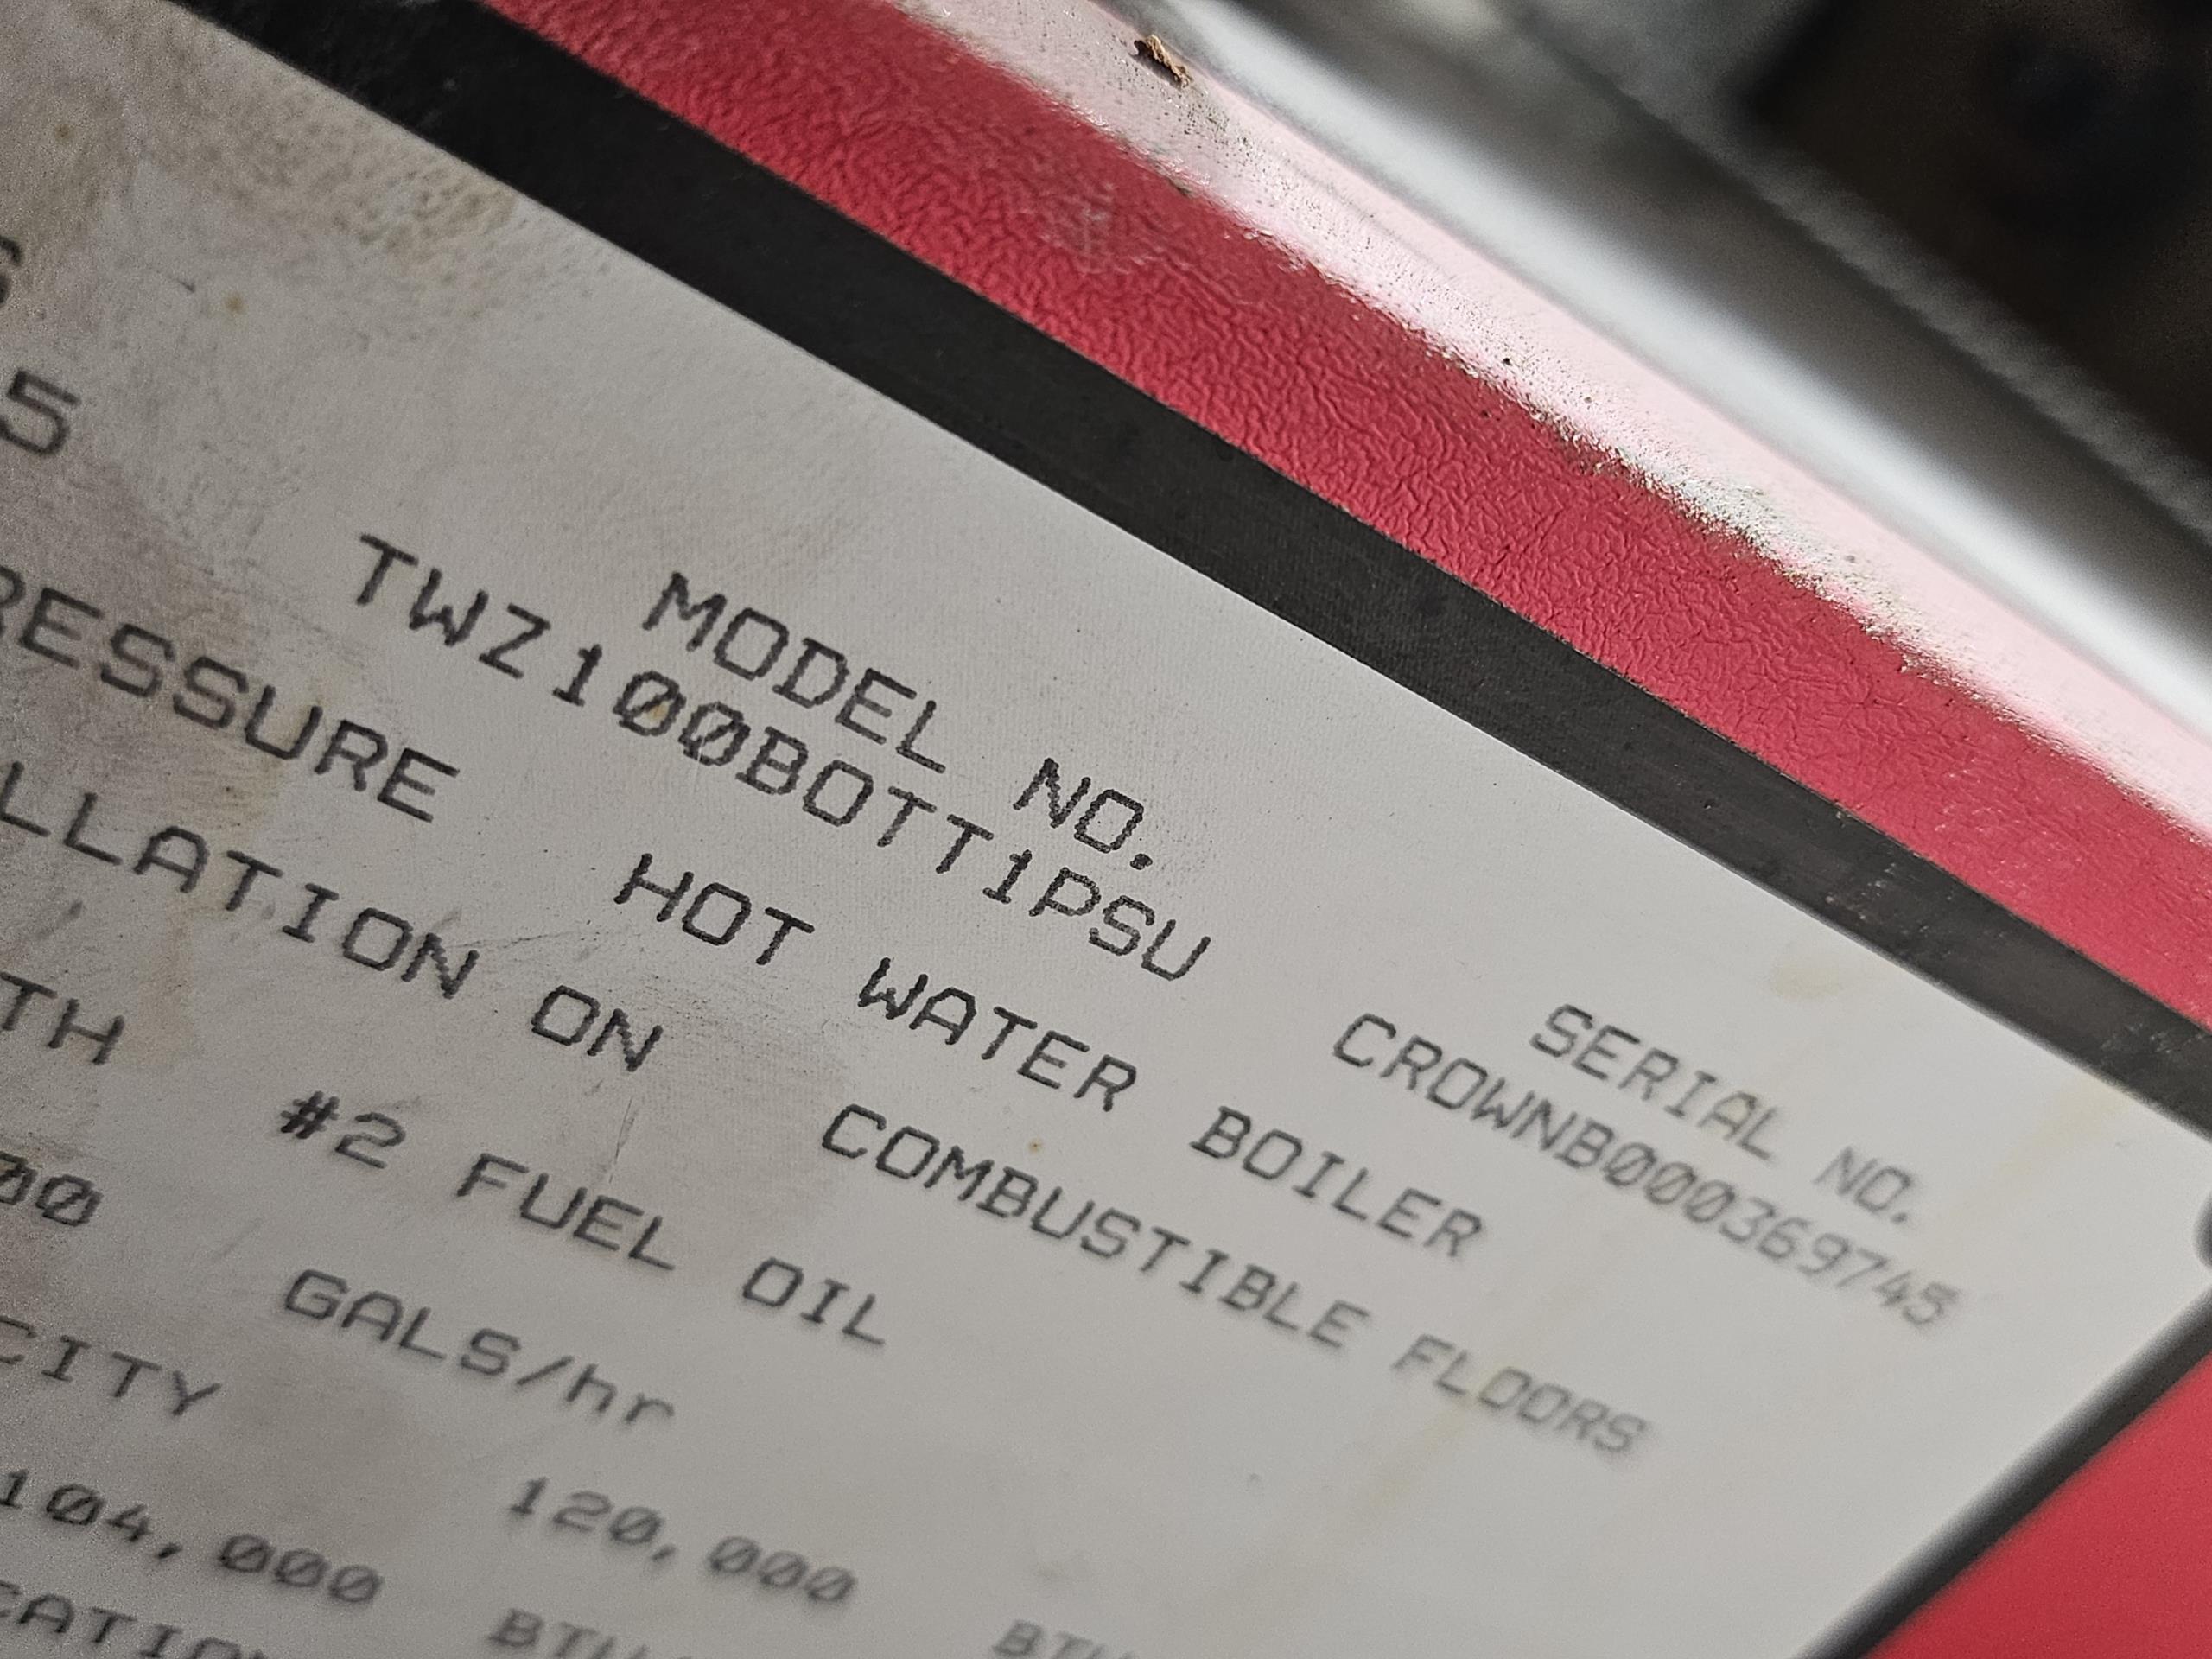 MODEL NO.
TWZ100BOTT1PSU
SERIAL NO.
CROWNB000369745
RESSURE HOT WATER BOILER
LLATION ON COMBUSTIBLE FLOORS
TH #2 FUEL OIL
00 GALS/hr
CITY
104,000 120,000